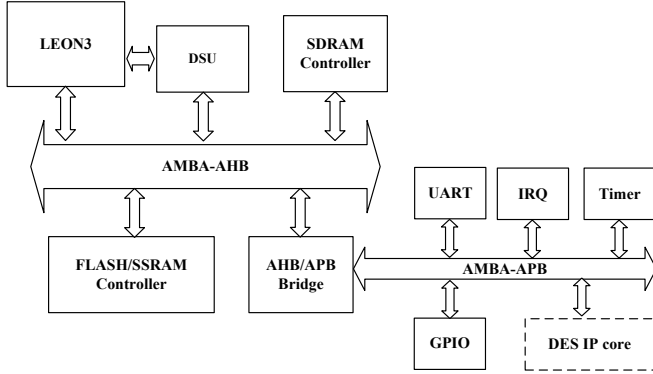 LEON3
DSU
SDRAM
Controller
AMBA-AHB
UART
IRQ
Timer
FLASH/SSRAM
Controller
AHB/APB
Bridge
AMBA-APB
GPIO
DES IP core